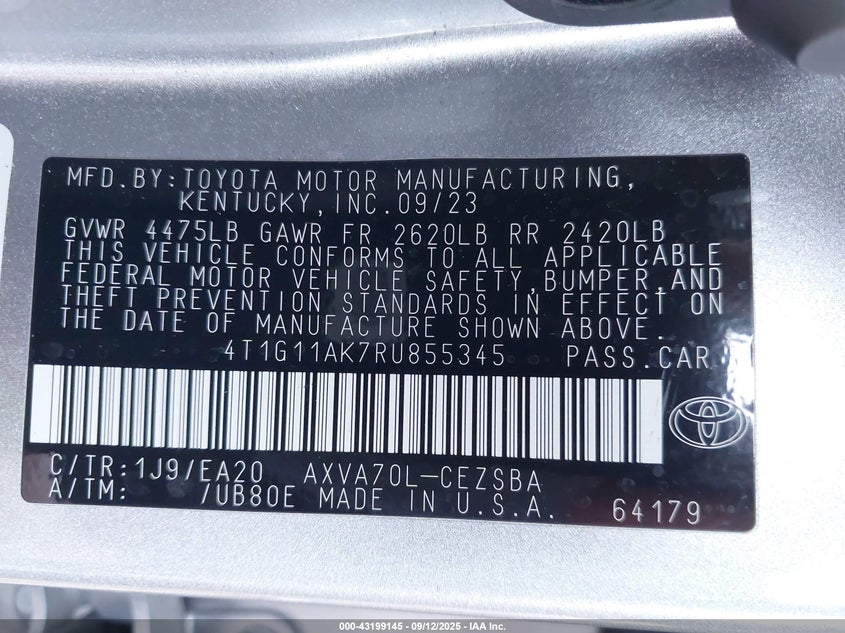 MFD.BY:TOYOTA MOTOR MANUFACTURING,
KENTUCKY,INC.09/23
GVWR 4475LB GAWR FR 2620LB RR 2420LB
THIS VEHICLE CONFORMS TO ALL APPLICABLE
FEDERAL MOTOR VEHICLE SAFETY,BUMPER,AND
THEFT PREVENTION STANDARDS IN EFFECT ON
THE DATE OF MANUFACTURE SHOWN ABOVE.
4T1G11AK7RU855345 PASS.CAR
C/TR:1J9/EA20 AXVA70L-CEZSBA
A/TM: /UB80E MADE IN U.S.A.
64179
000-43199145 - 09/12/2025 - IAA Inc.